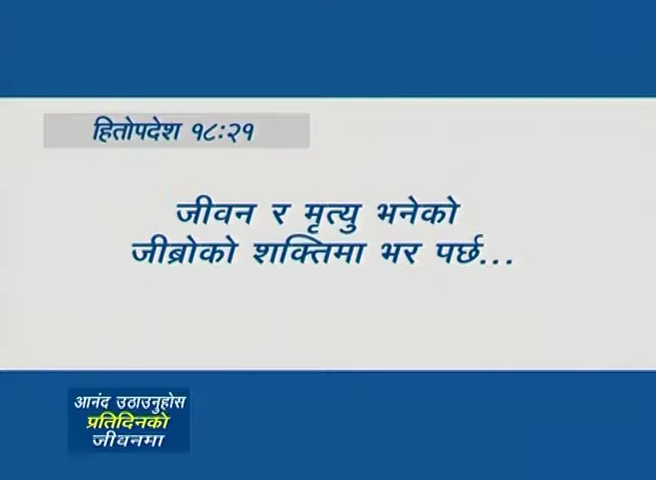 हितोपदेश १८:२१
जीवन र मृत्यु भनेको
जीब्रोको शक्तिमा भर पर्छ...
आनंद उठाउनुहोस
प्रतिदिनको
जीवनमा